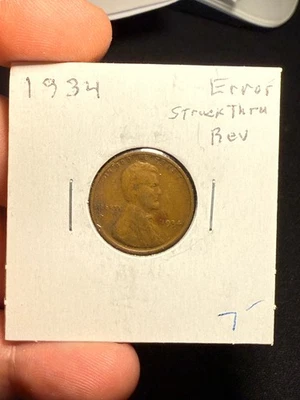 1934
Error
Struck Thru
Rev
7-